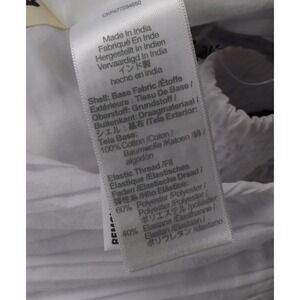 Made In India
Fabriqué En Inde
Hergestellt in Indien
Vervaardigd In India
インド製
hecho en india
Shell: Base Fabric /Étoffe
Extérieure : Tissu De Base /
Oberstoff: Grundstoff /
Buitenkant: Draagmateriaal /
シェル：基布 /Tela Exterior:
Tela Base:
100% Cotton /Coton /
Baumwolle /Katoen / 綿 /
algodón
Elastic Thread /Fil
Élastique /Elastisches
Faden /Elastisch Draad /
弾性糸 /Hilo Elástico:
60% Polyester /Polyester /
Polyester /Polyester /
ポリエステル /poliéster
40% Elastane /Élasthanne /
Elastan /Elastaan /
ポリウレタン /elastano